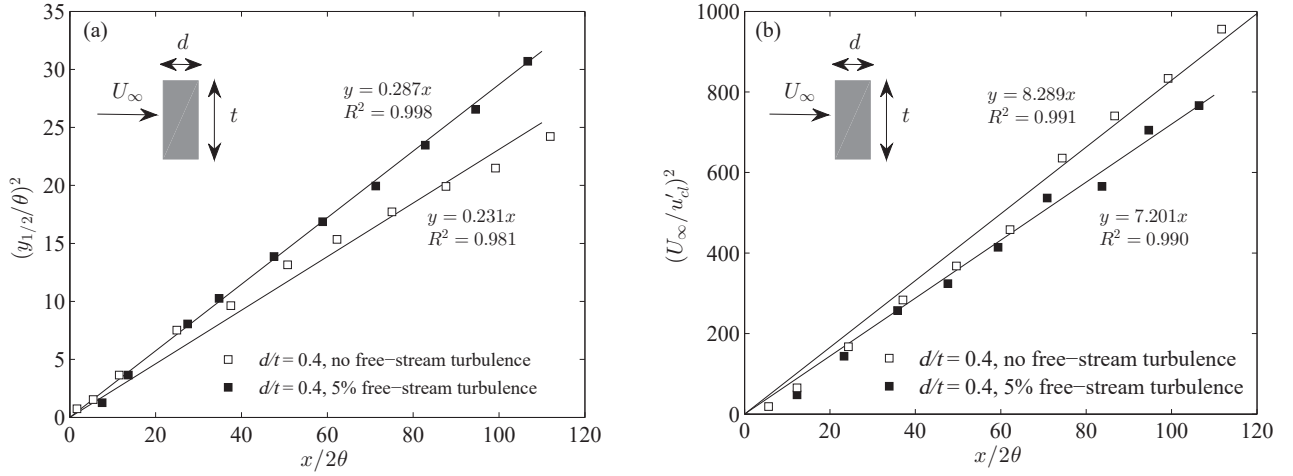 (a)
d
U∞
t
y = 0.287x
R² = 0.998
y = 0.231x
R² = 0.981
d/t = 0.4, no free−stream turbulence
d/t = 0.4, 5% free−stream turbulence
(y₁/₂/θ)²
35
30
25
20
15
10
5
0
0 20 40 60 80 100 120
x/2θ
(b)
d
U∞
t
y = 8.289x
R² = 0.991
y = 7.201x
R² = 0.990
d/t = 0.4, no free−stream turbulence
d/t = 0.4, 5% free−stream turbulence
(U∞/u′cl)²
1000
800
600
400
200
0
0 20 40 60 80 100 120
x/2θ